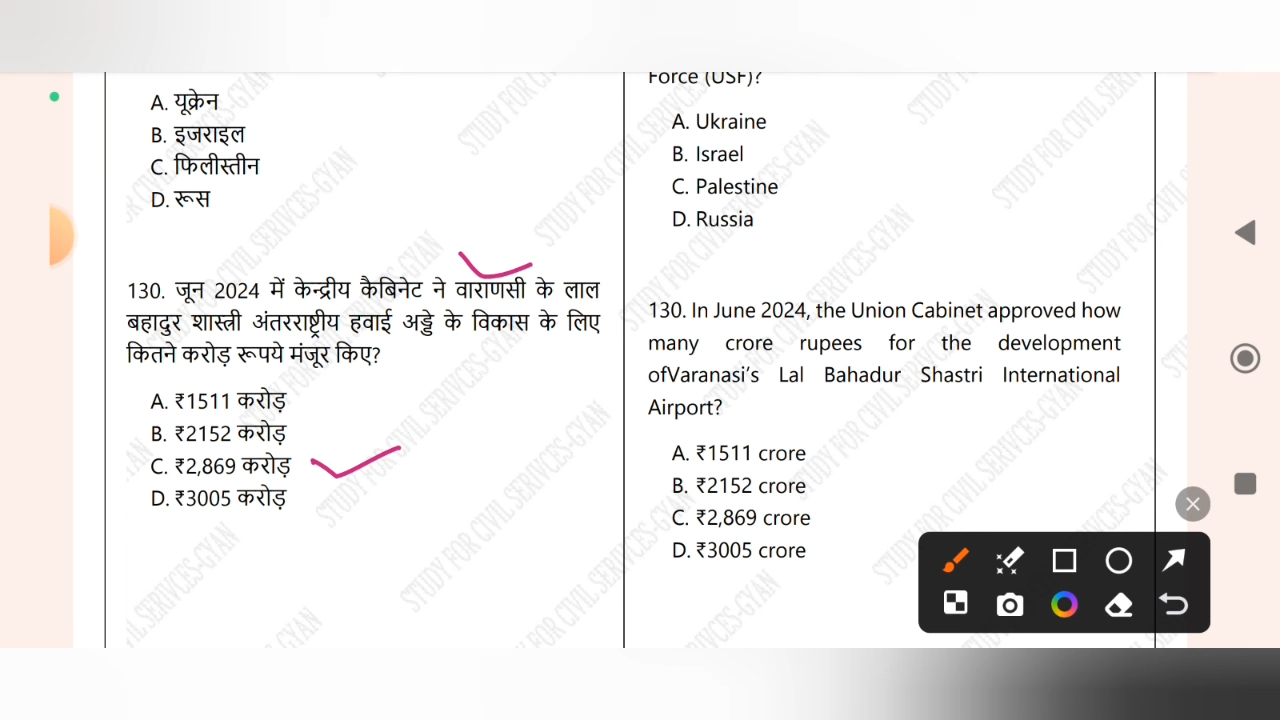 A. यूक्रेन
B. इजराइल
C. फिलीस्तीन
D. रूस
130. जून 2024 में केन्द्रीय कैबिनेट ने वाराणसी के लाल
बहादुर शास्त्री अंतरराष्ट्रीय हवाई अड्डे के विकास के लिए
कितने करोड़ रूपये मंजूर किए?
A. ₹1511 करोड़
B. ₹2152 करोड़
C. ₹2,869 करोड़
D. ₹3005 करोड़
Force (USF)?
A. Ukraine
B. Israel
C. Palestine
D. Russia
130. In June 2024, the Union Cabinet approved how
many crore rupees for the development
ofVaranasi's Lal Bahadur Shastri International
Airport?
A. ₹1511 crore
B. ₹2152 crore
C. ₹2,869 crore
D. ₹3005 crore
STUDY FOR CIVIL SERIVCES-GYAN